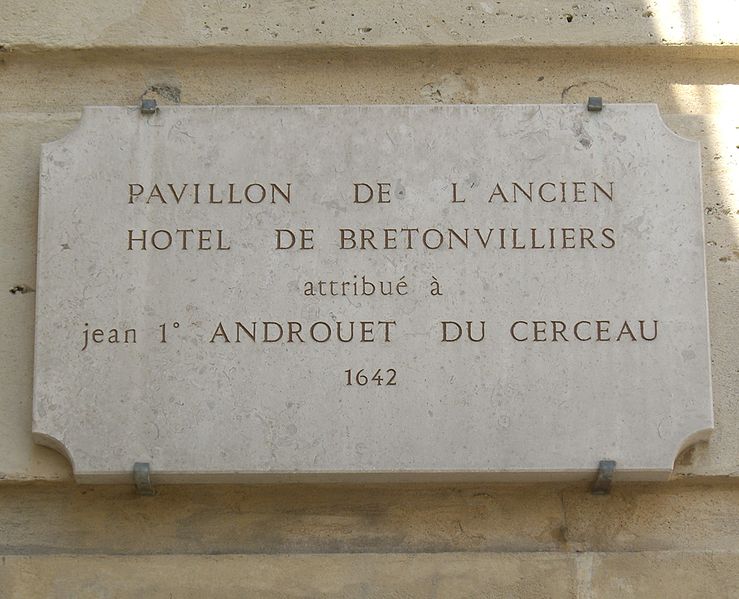 PAVILLON DE L'ANCIEN
HOTEL DE BRETONVILLIERS
attribué à
jean 1° ANDROUET DU CERCEAU
1642